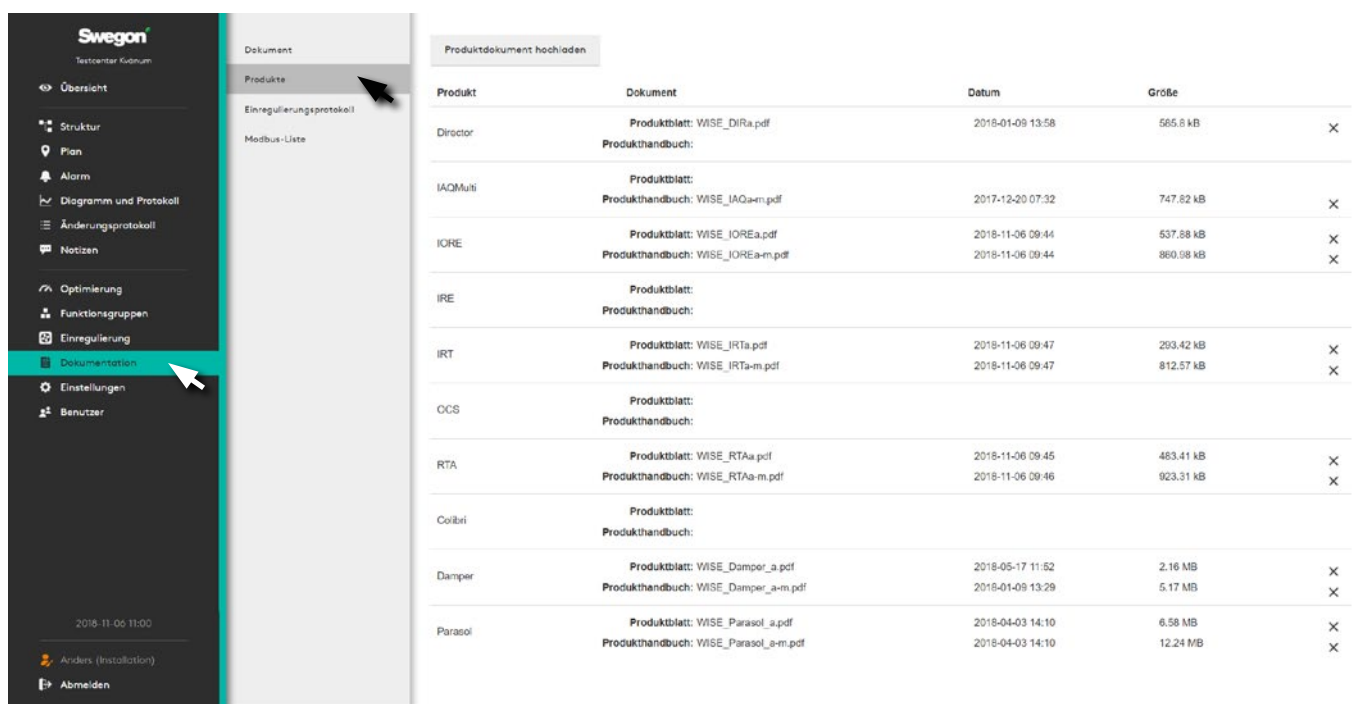 Swegon
Testcenter Kvänum
Übersicht
Struktur
Plan
Alarm
Diagramm und Protokoll
Änderungsprotokoll
Notizen
Optimierung
Funktionsgruppen
Einregulierung
Dokumentation
Einstellungen
Benutzer
2018-11-06 11:00
Anders (Installation)
Abmelden
Dokument
Produkte
Einregulierungsprotokoll
Modbus-Liste
Produktdokument hochladen
Produkt Dokument Datum Größe
Director
Produktblatt: WISE_DIRa.pdf 2018-01-09 13:58 585.8 kB
Produkthandbuch:
IAQMulti
Produktblatt:
Produkthandbuch: WISE_IAQa-m.pdf 2017-12-20 07:32 747.82 kB
IORE
Produktblatt: WISE_IOREa.pdf 2018-11-06 09:44 537.88 kB
Produkthandbuch: WISE_IOREa-m.pdf 2018-11-06 09:44 860.98 kB
IRE
Produktblatt:
Produkthandbuch:
IRT
Produktblatt: WISE_IRTa.pdf 2018-11-06 09:47 293.42 kB
Produkthandbuch: WISE_IRTa-m.pdf 2018-11-06 09:47 812.57 kB
OCS
Produktblatt:
Produkthandbuch:
RTA
Produktblatt: WISE_RTAa.pdf 2018-11-06 09:45 483.41 kB
Produkthandbuch: WISE_RTAa-m.pdf 2018-11-06 09:46 923.31 kB
Colibri
Produktblatt:
Produkthandbuch:
Damper
Produktblatt: WISE_Damper_a.pdf 2018-05-17 11:52 2.16 MB
Produkthandbuch: WISE_Damper_a-m.pdf 2018-01-09 13:29 5.17 MB
Parasol
Produktblatt: WISE_Parasol_a.pdf 2018-04-03 14:10 6.58 MB
Produkthandbuch: WISE_Parasol_a-m.pdf 2018-04-03 14:10 12.24 MB